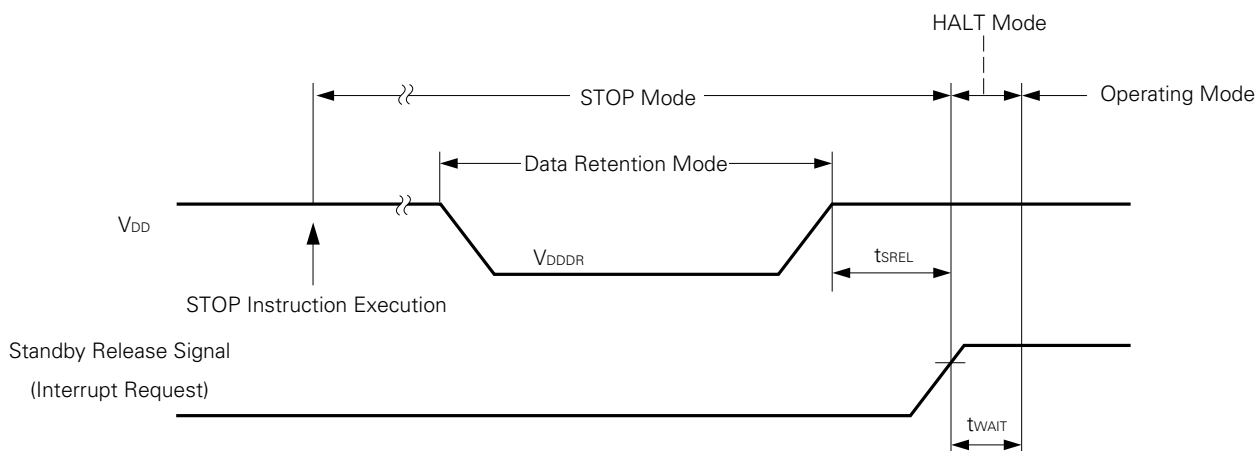 HALT Mode
STOP Mode
Operating Mode
Data Retention Mode
VDD
VDDDR
tSREL
STOP Instruction Execution
Standby Release Signal
(Interrupt Request)
tWAIT